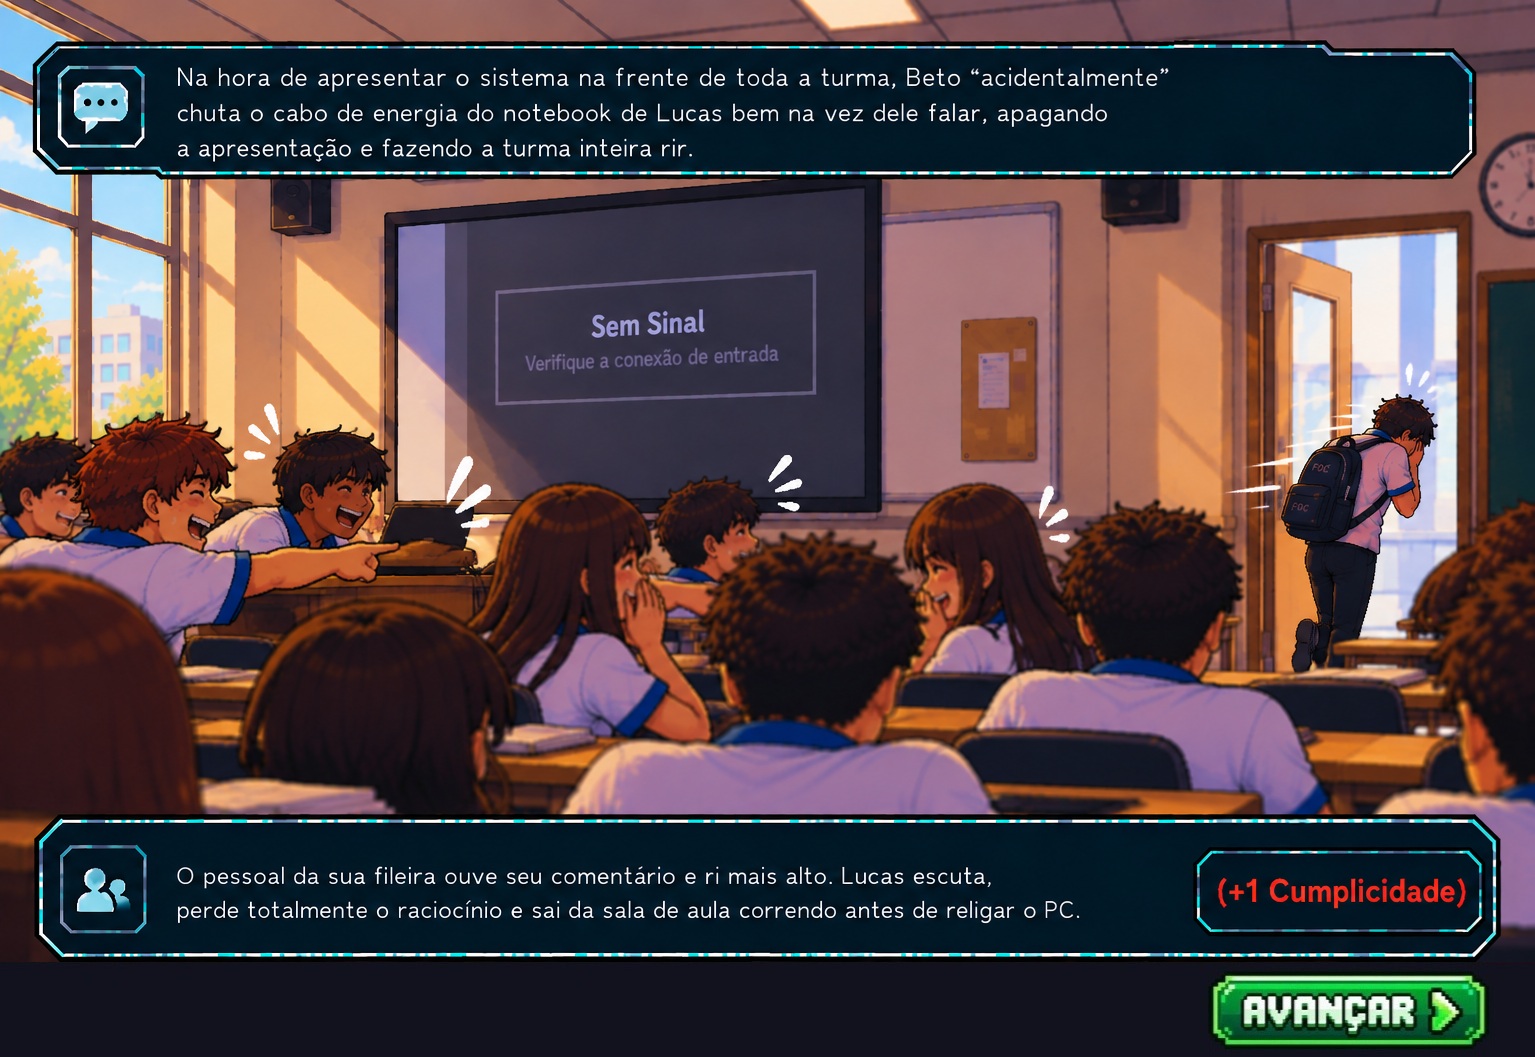 Na hora de apresentar o sistema na frente de toda a turma, Beto “acidentalmente”
chuta o cabo de energia do notebook de Lucas bem na vez dele falar, apagando
a apresentação e fazendo a turma inteira rir.
Sem Sinal
Verifique a conexão de entrada
FOC
FOC
O pessoal da sua fileira ouve seu comentário e ri mais alto. Lucas escuta,
perde totalmente o raciocínio e sai da sala de aula correndo antes de religar o PC.
(+1 Cumplicidade)
AVANÇAR